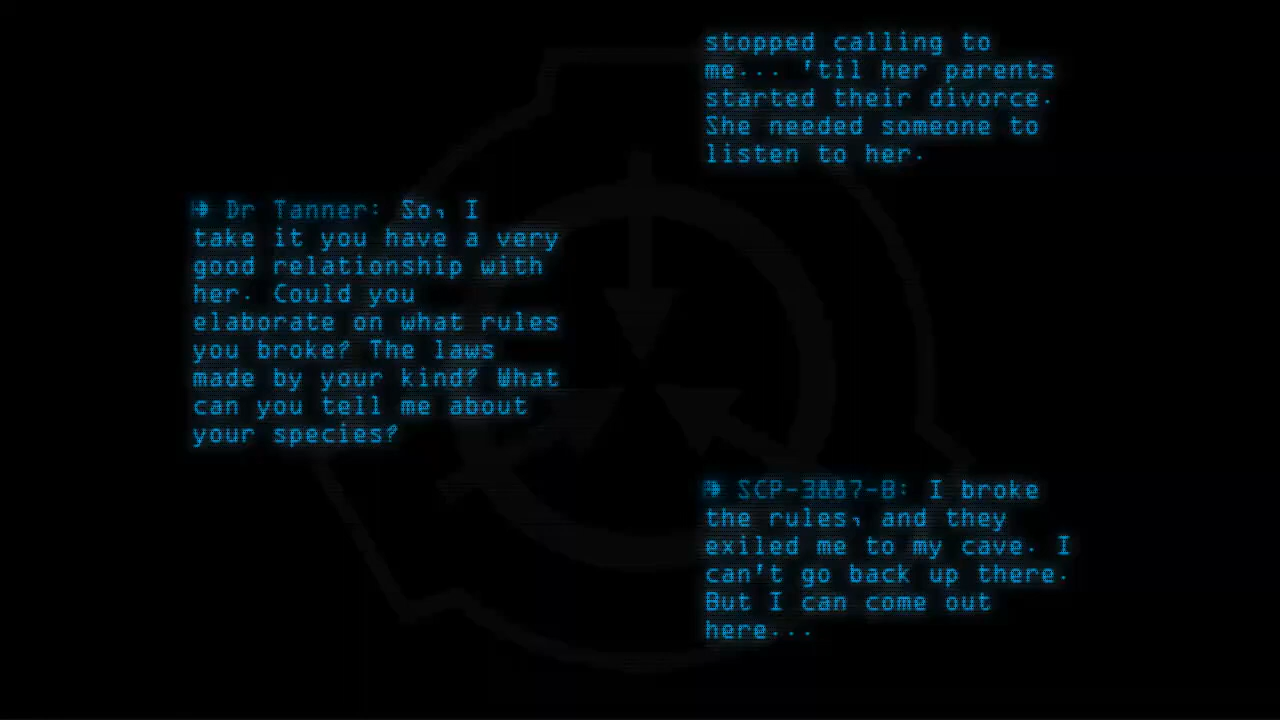 stopped calling to
me... 'til her parents
started their divorce.
She needed someone to
listen to her.
Dr Tanner: So, I
take it you have a very
good relationship with
her. Could you
elaborate on what rules
you broke? The laws
made by your kind? What
can you tell me about
your species?
SCP-3887-B: I broke
the rules, and they
exiled me to my cave. I
can't go back up there.
But I can come out
here...